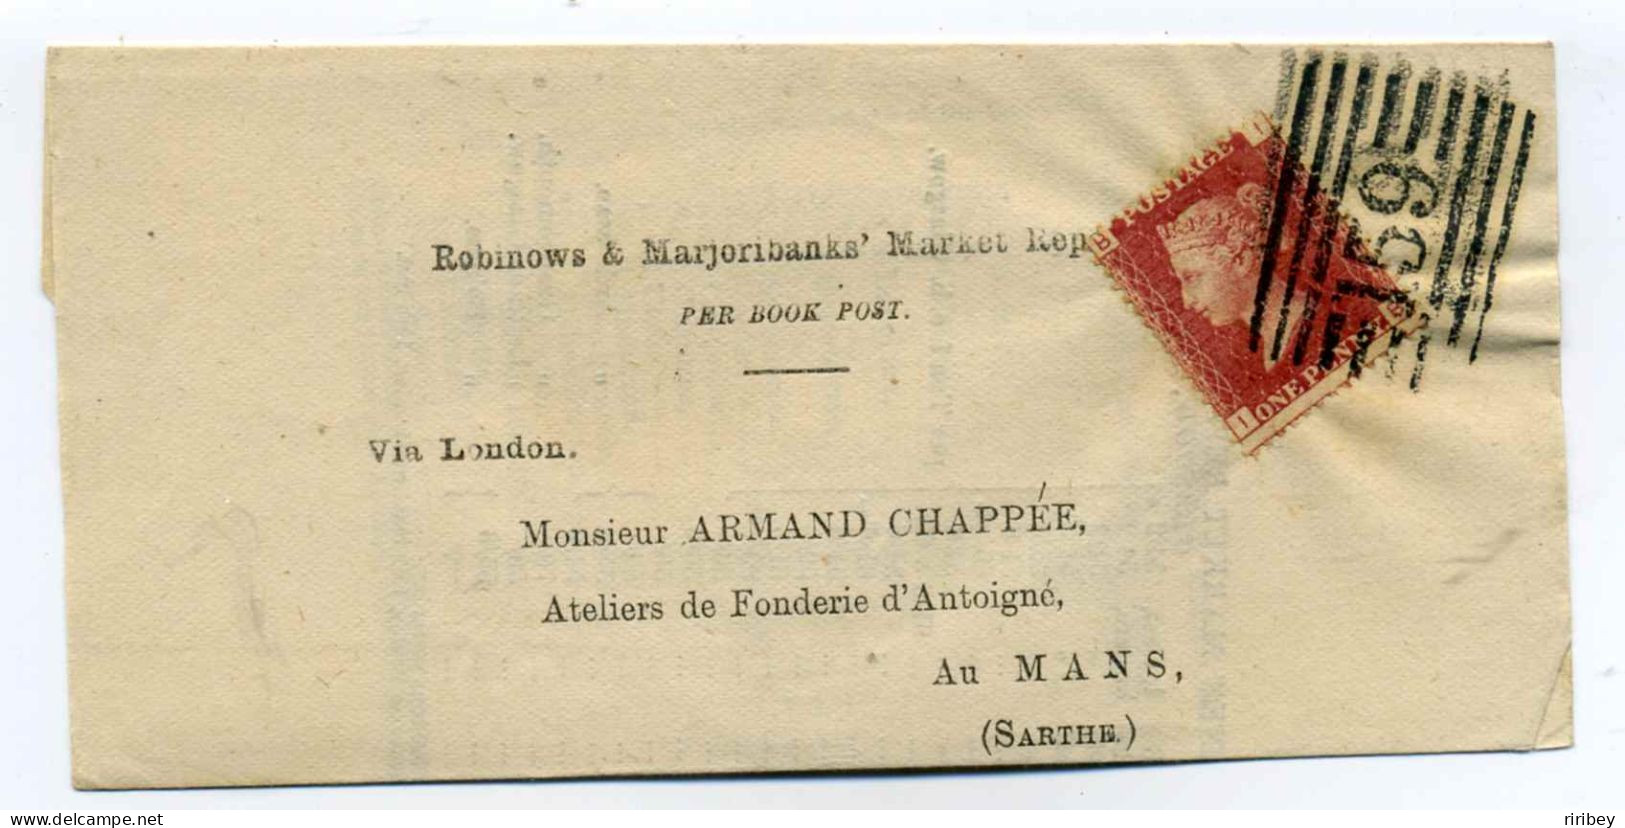 Robinows & Marjoribanks' Market Rep
PER BOOK POST.
B POSTAGE I
159
I ONE PENNY B
Via London.
Monsieur ARMAND CHAPPÉE,
Ateliers de Fonderie d'Antoigné,
Au MANS,
(SARTHE.)
delcampe.net
riribey